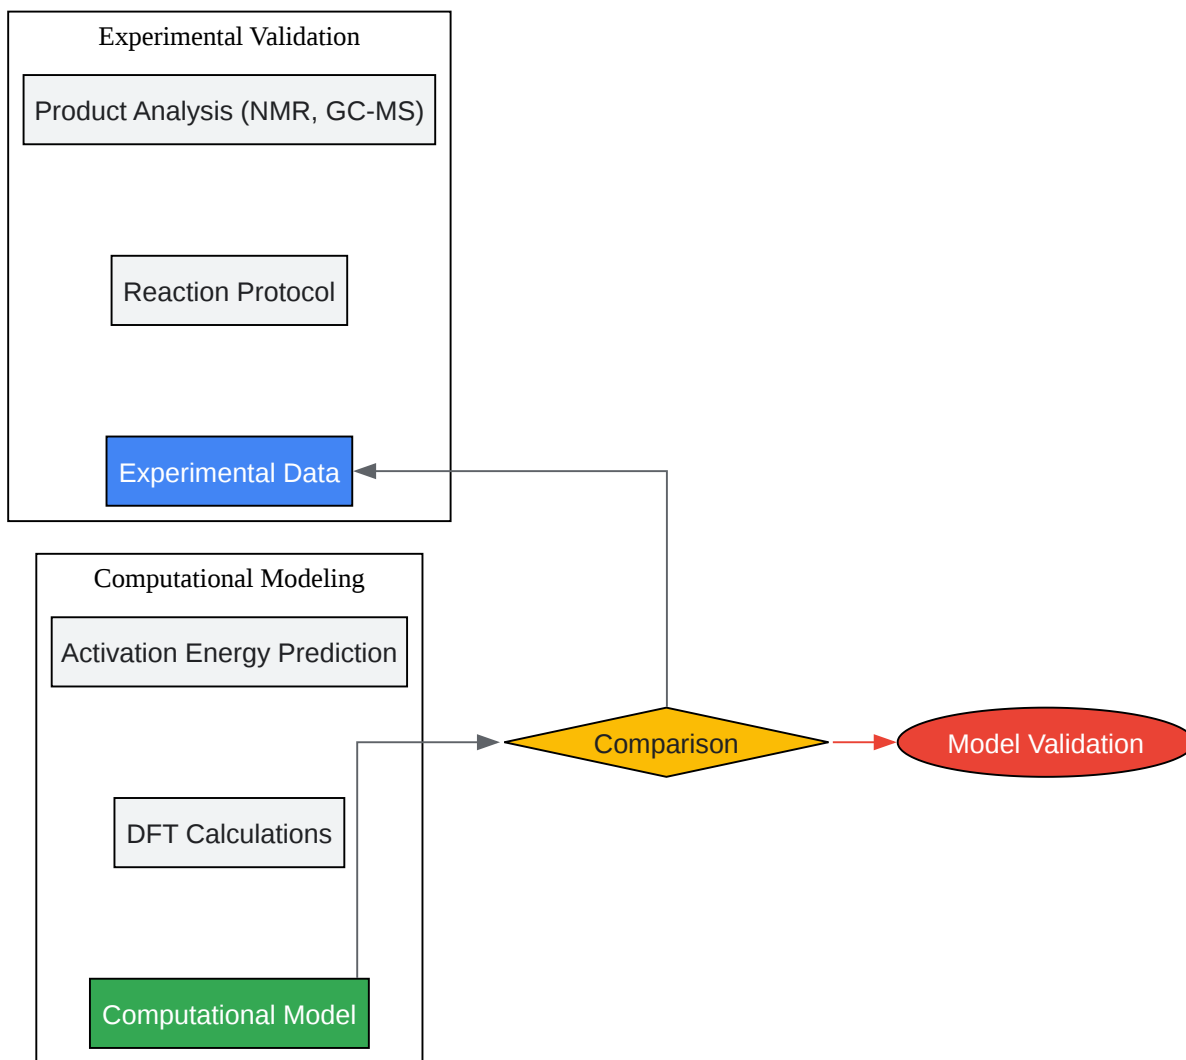 Experimental Validation
Product Analysis (NMR, GC-MS)
Reaction Protocol
Experimental Data
Computational Modeling
Activation Energy Prediction
Comparison
Model Validation
DFT Calculations
Computational Model